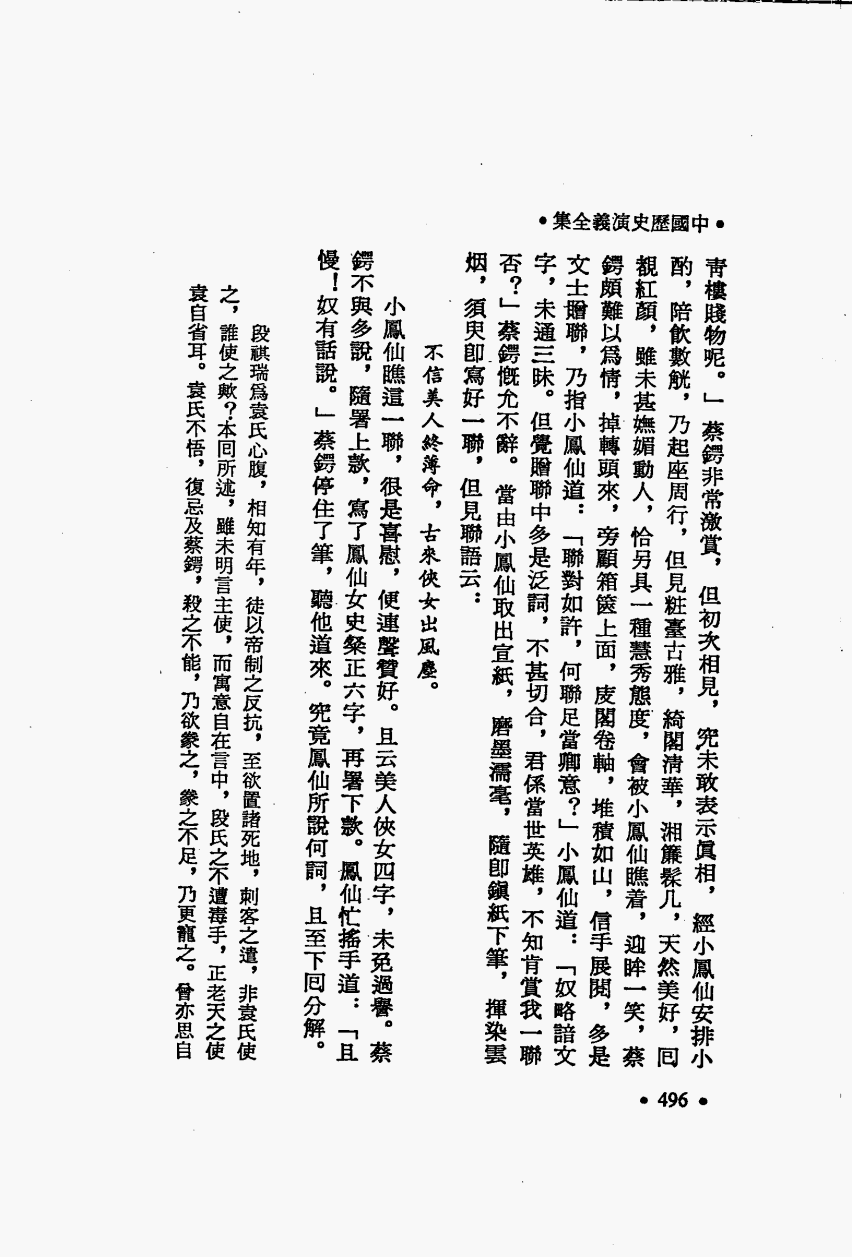 •中國歷史演義全集•
靑樓賤物呢。」蔡鍔非常激賞，但初次相見，究未敢表示眞相，經小鳳仙安排小
酌，陪飲數觥，乃起座周行，但見粧臺古雅，綺閣清華，湘簾髹几，天然美好，囘
覩紅顏，雖未甚嫵媚動人，恰另具一種慧秀態度，會被小鳳仙瞧着，迎眸一笑，蔡
鍔頗難以爲情，掉轉頭來，旁顧箱篋上面，庋閣卷軸，堆積如山，信手展閱，多是
文士贈聯，乃指小鳳仙道：「聯對如許，何聯足當卿意？」小鳳仙道：「奴略諳文
字，未通三昧。但覺贈聯中多是泛詞，不甚切合，君係當世英雄，不知肯賞我一聯
否？」蔡鍔慨允不辭。當由小鳳仙取出宣紙，磨墨濡毫，隨卽鎭紙下筆，揮染雲
烟，須臾卽寫好一聯，但見聯語云：
不信美人終薄命，古來俠女出風塵。
小鳳仙瞧這一聯，很是喜慰，便連聲贊好。且云美人俠女四字，未免過譽。蔡
鍔不與多說，隨署上款，寫了鳳仙女史粲正六字，再署下款。鳳仙忙搖手道：「且
慢！奴有話說。」蔡鍔停住了筆，聽他道來。究竟鳳仙所說何詞，且至下囘分解。
段祺瑞爲袁氏心腹，相知有年，徒以帝制之反抗，至欲置諸死地，刺客之遣，非袁氏使
之，誰使之歟？本回所述，雖未明言主使，而寓意自在言中，段氏之不遭毒手，正老天之使
袁自省耳。袁氏不悟，復忌及蔡鍔，殺之不能，乃欲豢之，豢之不足，乃更寵之。曾亦思自
•496•